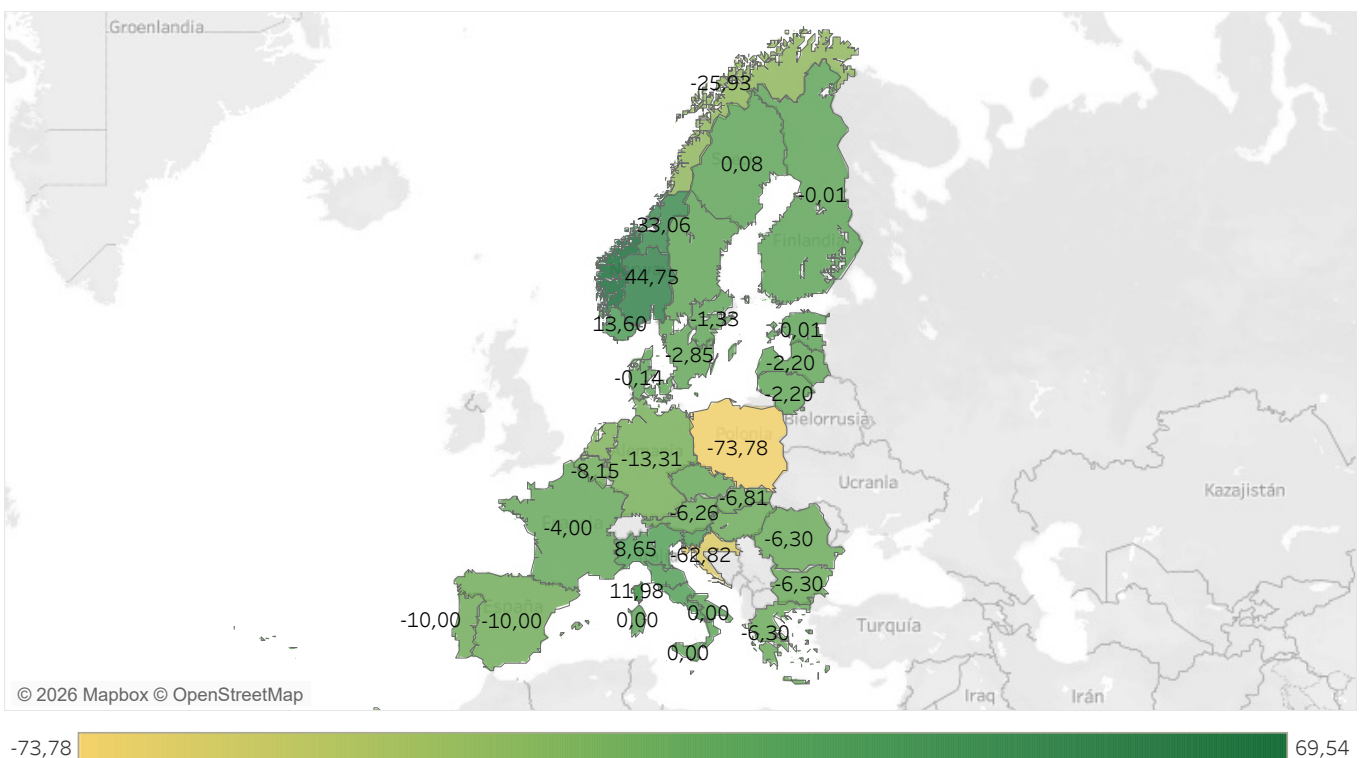 Groenlandia
-25,93
0,08
-0,01
Finlandia
33,06
44,75
13,60
-1,33
0,01
-2,85
-2,20
-0,14
-2,20
Bielorrusia
Polonia
-73,78
-13,31
-8,15
Ucrania
-6,81
Kazajistán
-6,26
-4,00
-6,30
8,65
-62,82
-6,30
11,98
España
-10,00
-10,00
0,00
0,00
-6,30
Turquía
0,00
© 2026 Mapbox © OpenStreetMap
Iraq
Irán
-73,78
69,54